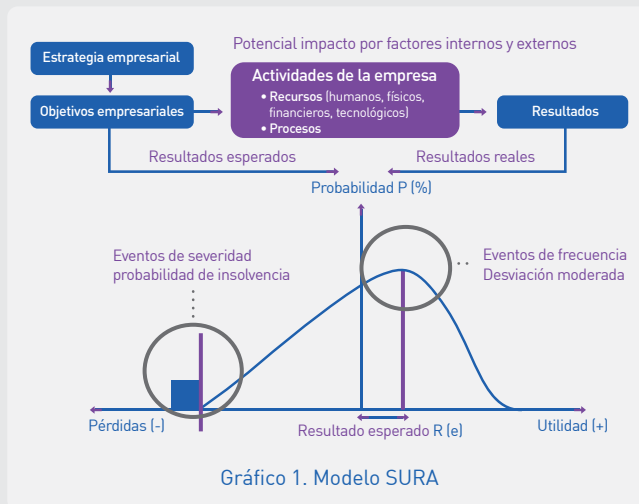 Potencial impacto por factores internos y externos
Estrategia empresarial
Actividades de la empresa
• Recursos (humanos, físicos,
financieros, tecnológicos)
• Procesos
Objetivos empresariales
Resultados
Resultados esperados
Resultados reales
Probabilidad P (%)
Eventos de severidad
probabilidad de insolvencia
Eventos de frecuencia
Desviación moderada
Pérdidas (-)
Resultado esperado R (e)
Utilidad (+)
Gráfico 1. Modelo SURA